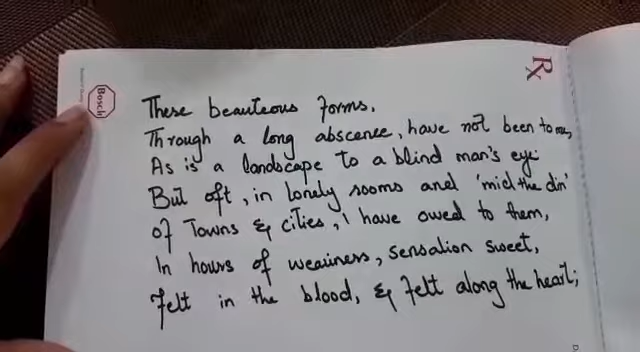 Bosch
Rx
These beauteous forms,
Through a long absence, have not been to me,
As is a landscape to a blind man's eye:
But oft, in lonely rooms and 'mid the din'
of Towns & cities, I have owed to them,
In hours of weariness, sensation sweet,
Felt in the blood, & felt along the heart;